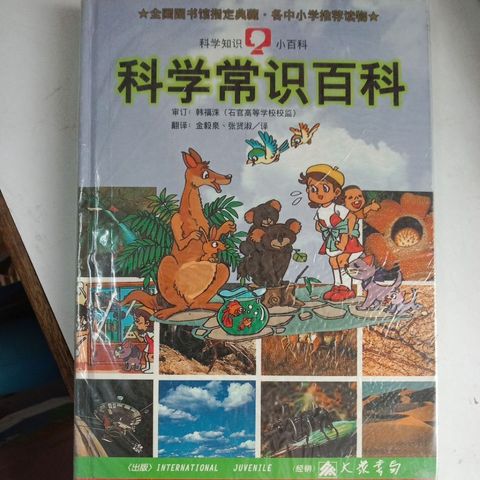 ★全国图书馆指定典藏·各中小学推荐读物★
科学知识 小百科
科学常识百科
审订：韩福洙（石官高等学校校监）
翻译：金毅泉、张贤淑／译
〈出版〉INTERNATIONAL JUVENILE 〈经销〉大众书局